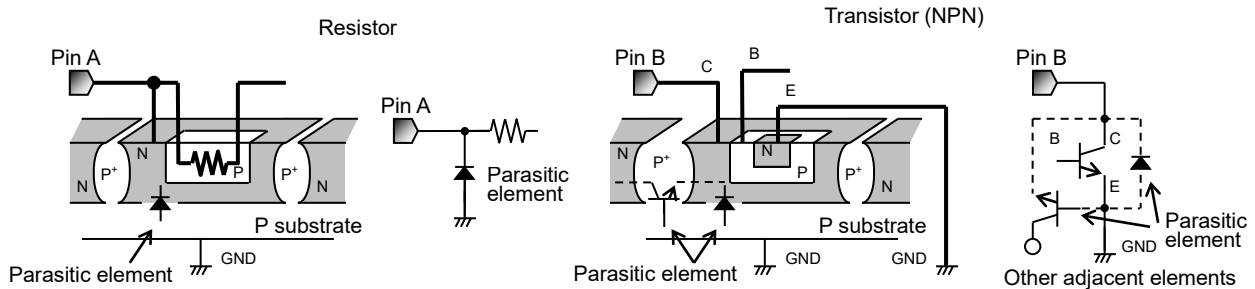 Resistor
Transistor (NPN)
Pin A
Pin B
C
B
E
Pin B
Pin A
N
P+
N
P
P+
N
Parasitic
element
P substrate
GND
Parasitic element
N
P+
N
N
P
P+
N
P substrate
GND
GND
Parasitic element
B
C
E
Parasitic
element
GND
Other adjacent elements